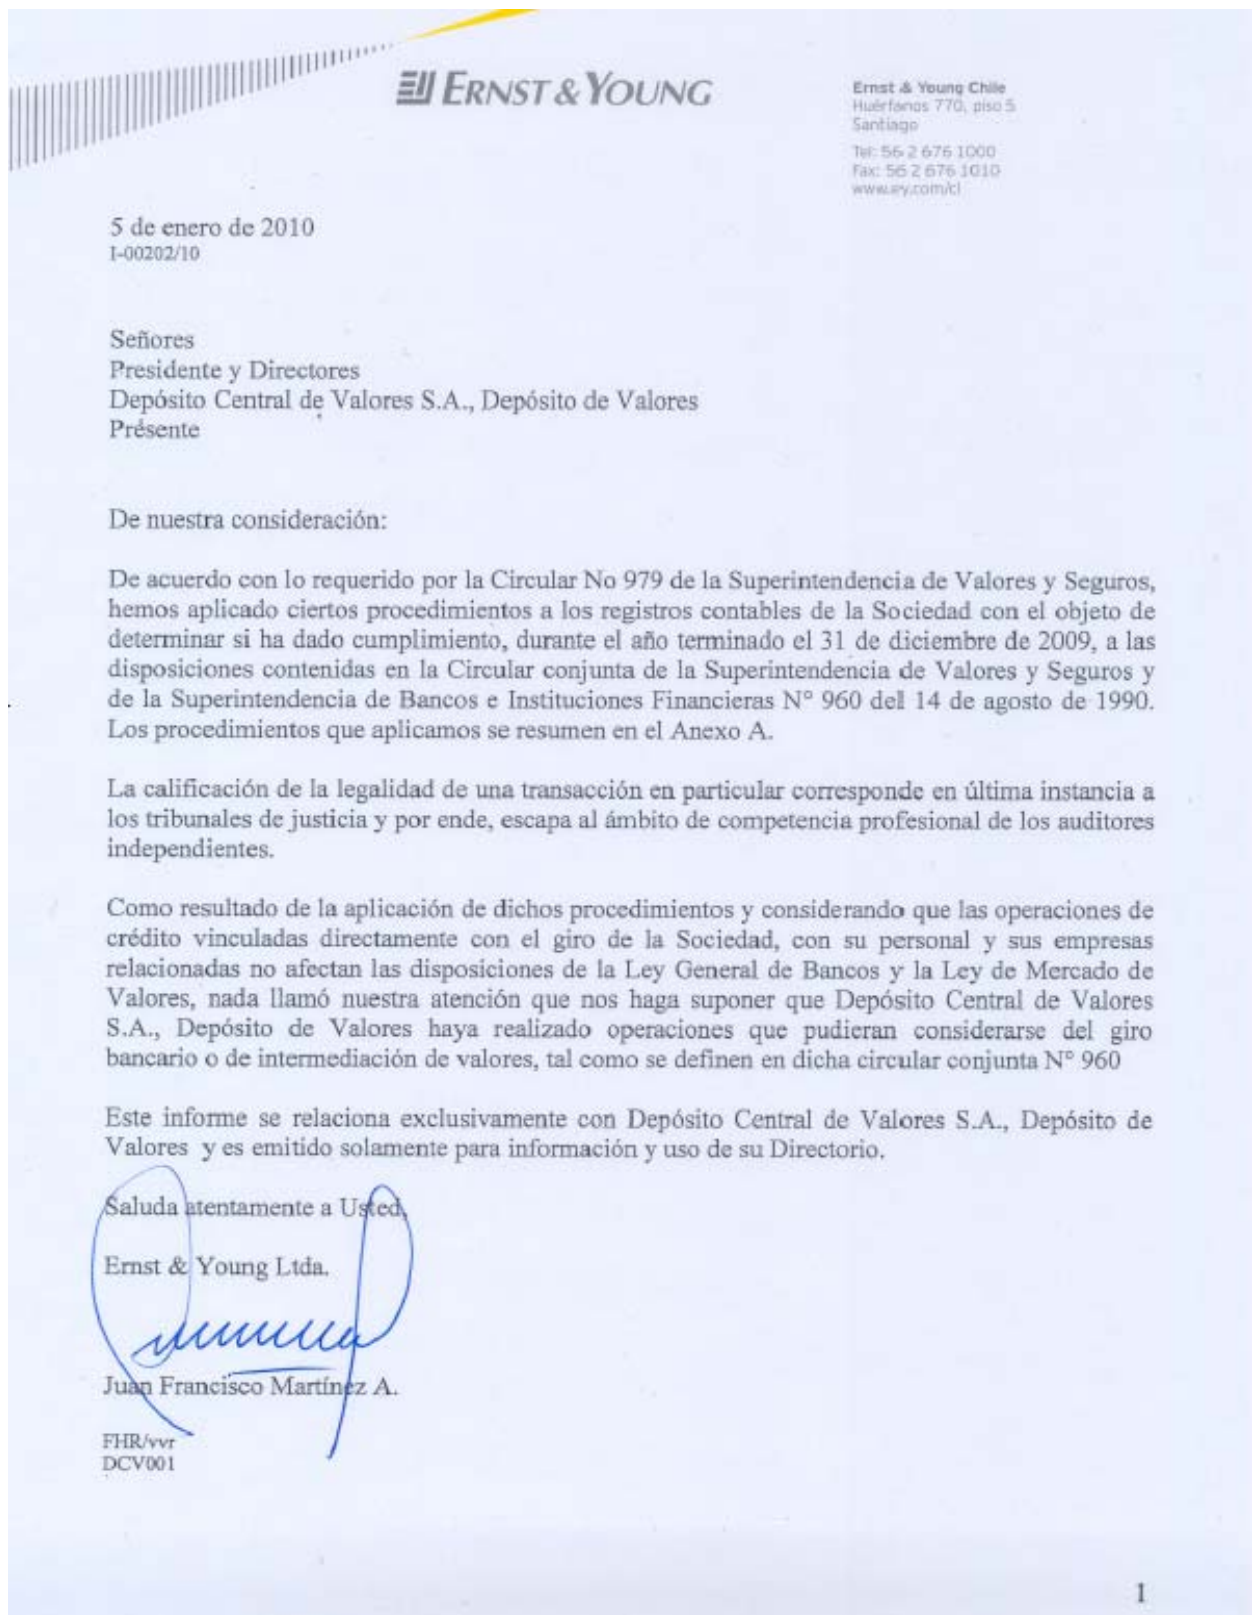 ERNST & YOUNG
Ernst & Young Chile
Huérfanos 770, piso 5
Santiago
Tel: 56 2 676 1000
Fax: 56 2 676 1010
www.ey.com/cl
5 de enero de 2010
I-00202/10
Señores
Presidente y Directores
Depósito Central de Valores S.A., Depósito de Valores
Présente
De nuestra consideración:
De acuerdo con lo requerido por la Circular No 979 de la Superintendencia de Valores y Seguros,
hemos aplicado ciertos procedimientos a los registros contables de la Sociedad con el objeto de
determinar si ha dado cumplimiento, durante el año terminado el 31 de diciembre de 2009, a las
disposiciones contenidas en la Circular conjunta de la Superintendencia de Valores y Seguros y
de la Superintendencia de Bancos e Instituciones Financieras N° 960 del 14 de agosto de 1990.
Los procedimientos que aplicamos se resumen en el Anexo A.
La calificación de la legalidad de una transacción en particular corresponde en última instancia a
los tribunales de justicia y por ende, escapa al ámbito de competencia profesional de los auditores
independientes.
Como resultado de la aplicación de dichos procedimientos y considerando que las operaciones de
crédito vinculadas directamente con el giro de la Sociedad, con su personal y sus empresas
relacionadas no afectan las disposiciones de la Ley General de Bancos y la Ley de Mercado de
Valores, nada llamó nuestra atención que nos haga suponer que Depósito Central de Valores
S.A., Depósito de Valores haya realizado operaciones que pudieran considerarse del giro
bancario o de intermediación de valores, tal como se definen en dicha circular conjunta N° 960
Este informe se relaciona exclusivamente con Depósito Central de Valores S.A., Depósito de
Valores y es emitido solamente para información y uso de su Directorio.
Saluda atentamente a Usted,
Ernst & Young Ltda.
Juan Francisco Martínez A.
FHR/vvr
DCV001
1